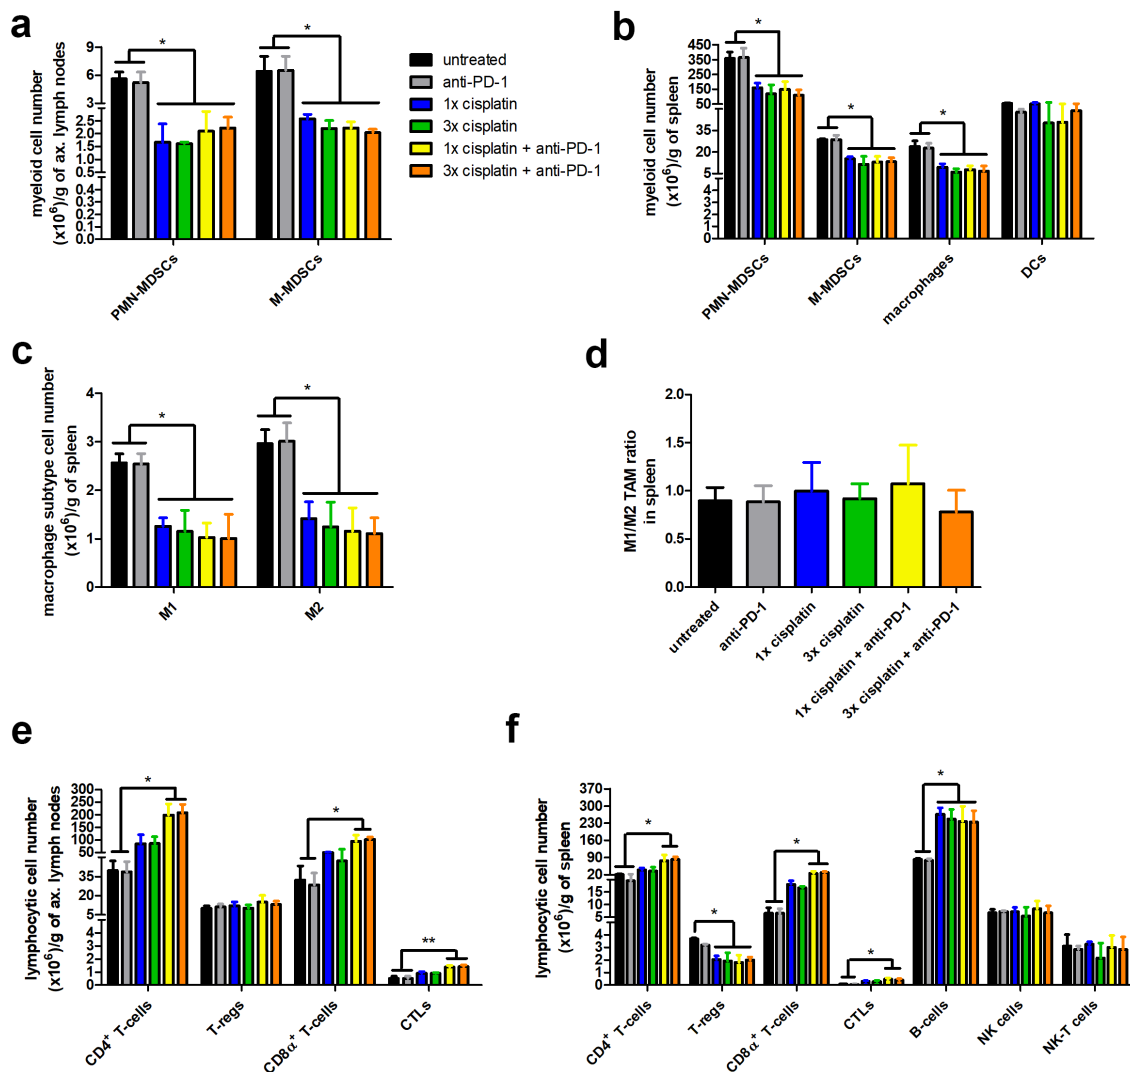 a
myeloid cell number
(x10⁶)/g of ax. lymph nodes
9
6
3
2.5
2.0
1.5
1.0
0.5
0.4
0.3
0.2
0.1
0.0
*
*
PMN-MDSCs
M-MDSCs
untreated
anti-PD-1
1x cisplatin
3x cisplatin
1x cisplatin + anti-PD-1
3x cisplatin + anti-PD-1
b
myeloid cell number
(x10⁶)/g of spleen
450
350
250
150
50
35
20
5
4
3
2
1
0
*
*
*
PMN-MDSCs
M-MDSCs
macrophages
DCs
c
macrophage subtype cell number
(x10⁶)/g of spleen
4
3
2
1
0
*
*
M1
M2
d
M1/M2 TAM ratio
in spleen
2.0
1.5
1.0
0.5
0.0
untreated
anti-PD-1
1x cisplatin
3x cisplatin
1x cisplatin + anti-PD-1
3x cisplatin + anti-PD-1
e
lymphocytic cell number
(x10⁶)/g of ax. lymph nodes
300
250
200
150
100
50
35
20
5
4
3
2
1
0
*
*
**
CD4⁺ T-cells
T-regs
CD8α⁺ T-cells
CTLs
f
lymphocytic cell number
(x10⁶)/g of spleen
370
300
230
160
90
20
15
10
5
3
2
1
0
*
*
*
*
*
CD4⁺ T-cells
T-regs
CD8α⁺ T-cells
CTLs
B-cells
NK cells
NK-T cells